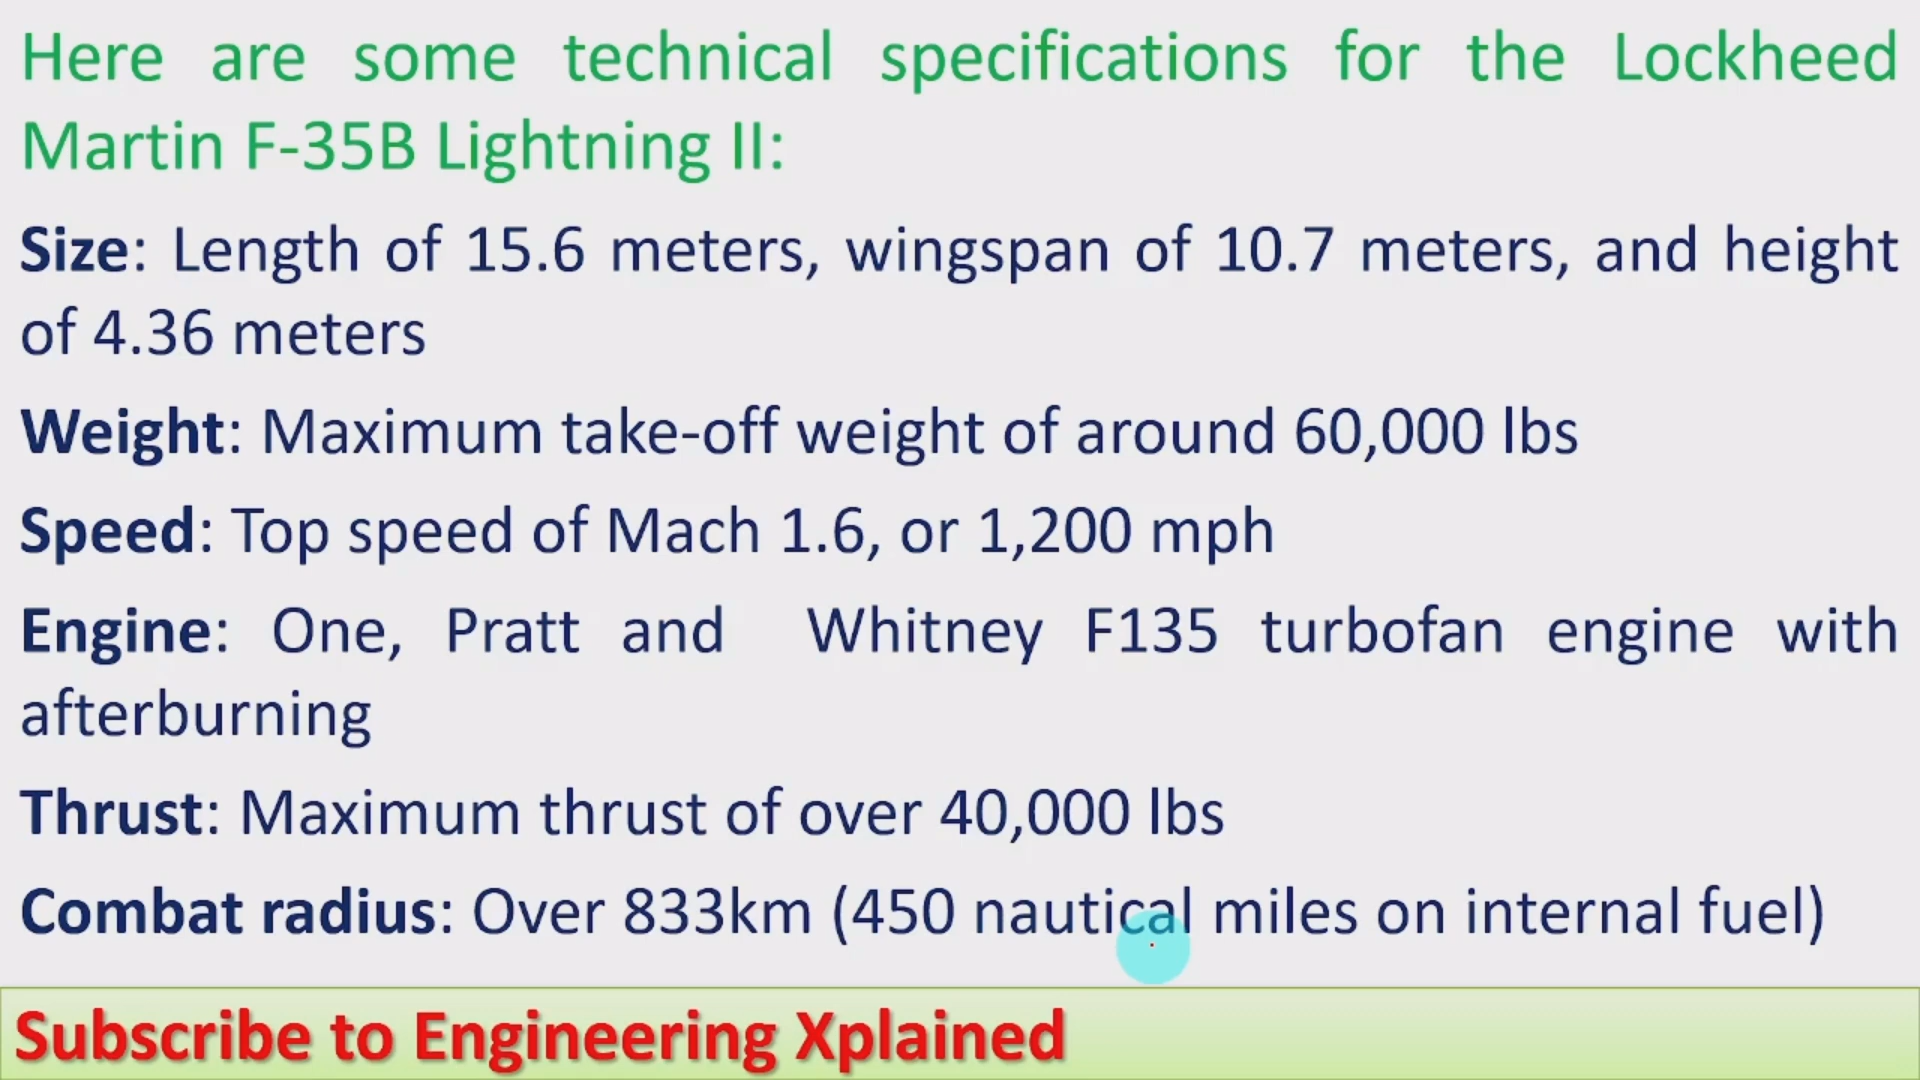 Here are some technical specifications for the Lockheed
Martin F-35B Lightning II:
Size: Length of 15.6 meters, wingspan of 10.7 meters, and height
of 4.36 meters
Weight: Maximum take-off weight of around 60,000 lbs
Speed: Top speed of Mach 1.6, or 1,200 mph
Engine: One, Pratt and Whitney F135 turbofan engine with
afterburning
Thrust: Maximum thrust of over 40,000 lbs
Combat radius: Over 833km (450 nautical miles on internal fuel)
Subscribe to Engineering Xplained